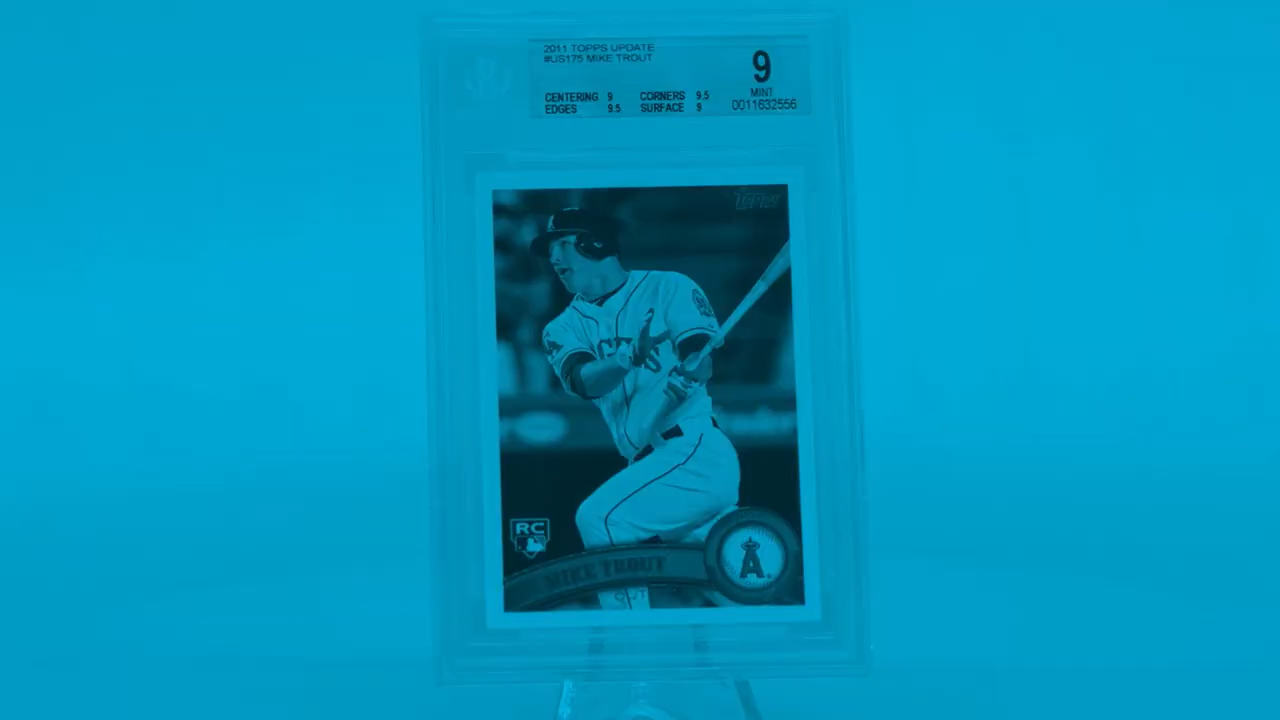 2011 TOPPS UPDATE
#US175 MIKE TROUT
9
MINT
0011632556
CENTERING 9 CORNERS 9.5
EDGES 9.5 SURFACE 9
TOPPS
RC
MIKE TROUT
A